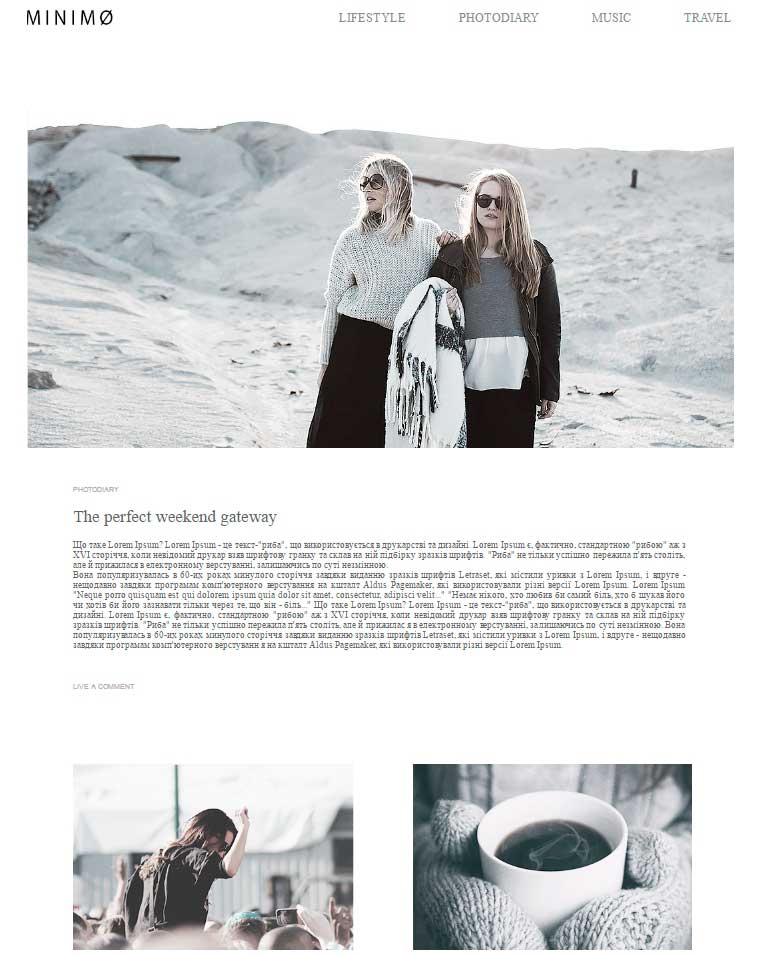 MINIMØ
LIFESTYLE PHOTODIARY MUSIC TRAVEL
PHOTODIARY
The perfect weekend gateway
Що таке Lorem Ipsum? Lorem Ipsum - це текст-"риба", що використовується в друкарстві та дизайні. Lorem Ipsum є, фактично, стандартною "рибою" аж з
XVI сторіччя, коли невідомий друкар взяв шрифтову гранку та склав на ній підбірку зразків шрифтів. "Риба" не тільки успішно пережила п'ять століть,
але й прижилася в електронному верстуванні, залишаючись по суті незмінною.
Вона популяризувалась в 60-их роках минулого сторіччя завдяки виданню зразків шрифтів Letraset, які містили уривки з Lorem Ipsum, і вдруге -
нещодавно завдяки програмам комп'ютерного верстування на кшталт Aldus Pagemaker, які використовували різні версії Lorem Ipsum. Lorem Ipsum
"Neque porro quisquam est qui dolorem ipsum quia dolor sit amet, consectetur, adipisci velit..." "Немає нікого, хто любив би самий біль, хто б шукав його
чи хотів би його зазнавати тільки через те, що він - біль..." Що таке Lorem Ipsum? Lorem Ipsum - це текст-"риба", що використовується в друкарстві та
дизайні. Lorem Ipsum є, фактично, стандартною "рибою" аж з XVI сторіччя, коли невідомий друкар взяв шрифтову гранку та склав на ній підбірку
зразків шрифтів. "Риба" не тільки успішно пережила п'ять століть, але й прижилас я в електронному верстуванні, залишаючись по суті незмінною. Вона
популяризувалась в 60-их роках минулого сторіччя завдяки виданню зразків шрифтів Letraset, які містили уривки з Lorem Ipsum, і вдруге - нещодавно
завдяки програмам комп'ютерного верстуванн я на кшталт Aldus Pagemaker, які використовували різні версії Lorem Ipsum.
LIVE A COMMENT